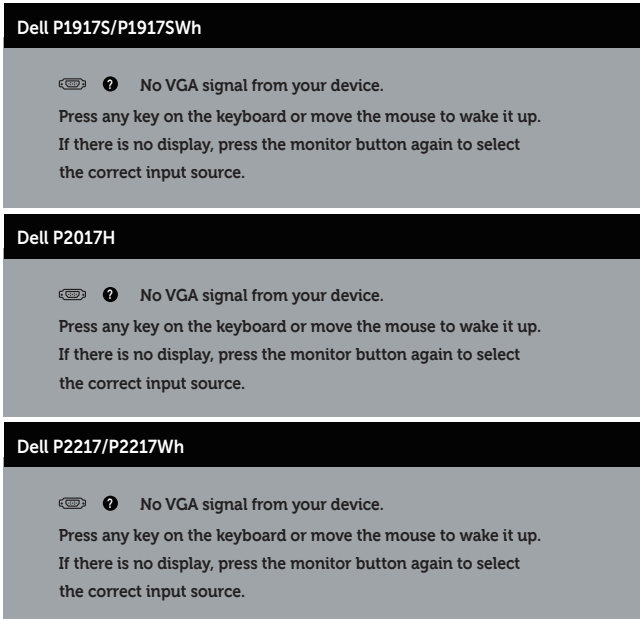 Dell P1917S/P1917SWh
? No VGA signal from your device.
Press any key on the keyboard or move the mouse to wake it up.
If there is no display, press the monitor button again to select
the correct input source.
Dell P2017H
? No VGA signal from your device.
Press any key on the keyboard or move the mouse to wake it up.
If there is no display, press the monitor button again to select
the correct input source.
Dell P2217/P2217Wh
? No VGA signal from your device.
Press any key on the keyboard or move the mouse to wake it up.
If there is no display, press the monitor button again to select
the correct input source.